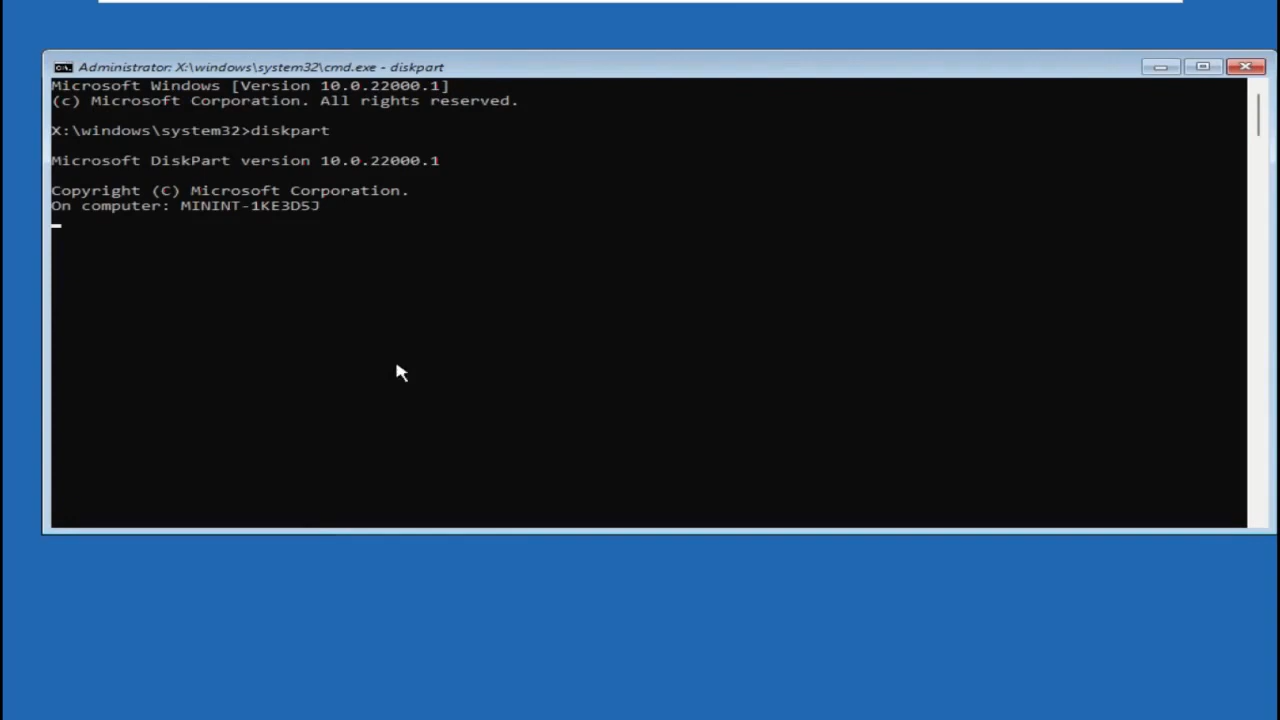 Administrator: X:\windows\system32\cmd.exe - diskpart
Microsoft Windows [Version 10.0.22000.1]
(c) Microsoft Corporation. All rights reserved.
X:\windows\system32>diskpart
Microsoft DiskPart version 10.0.22000.1
Copyright (C) Microsoft Corporation.
On computer: MININT-1KE3D5J